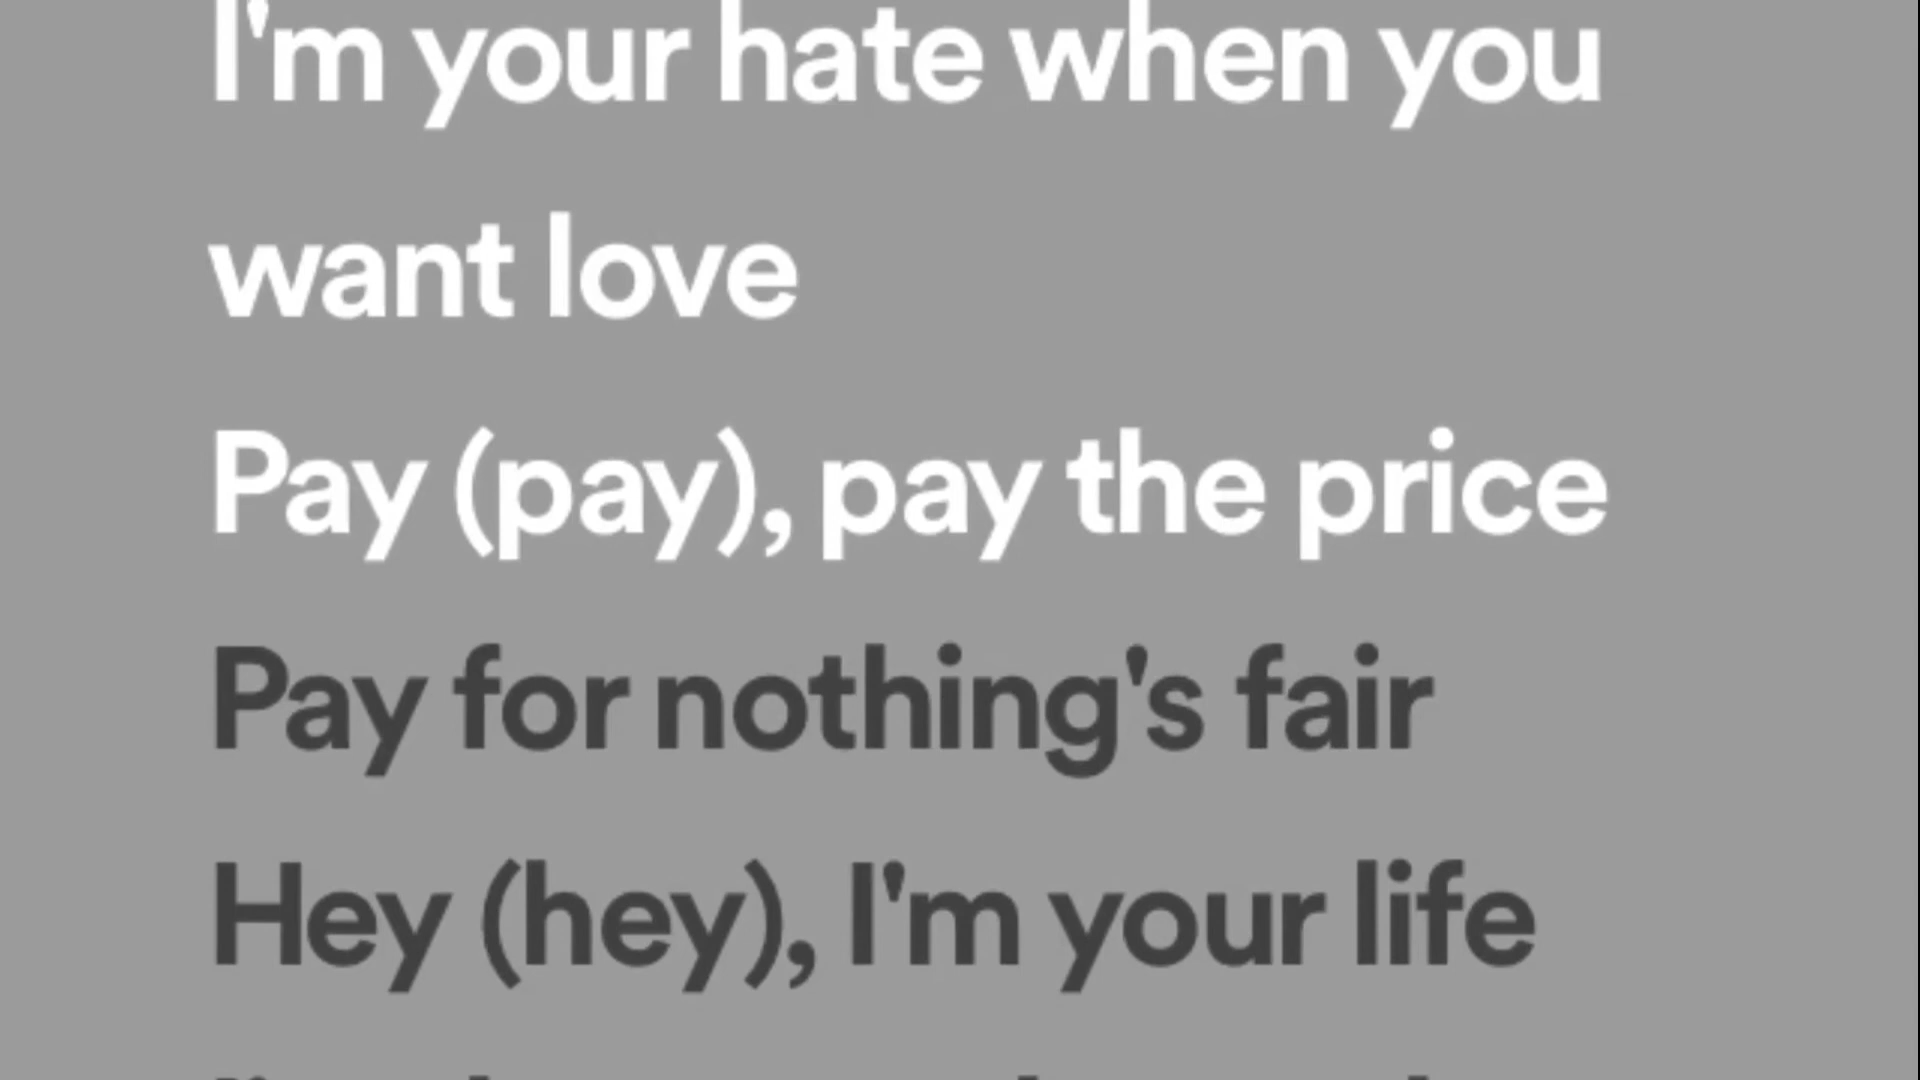 I'm your hate when you
want love
Pay (pay), pay the price
Pay for nothing's fair
Hey (hey), I'm your life